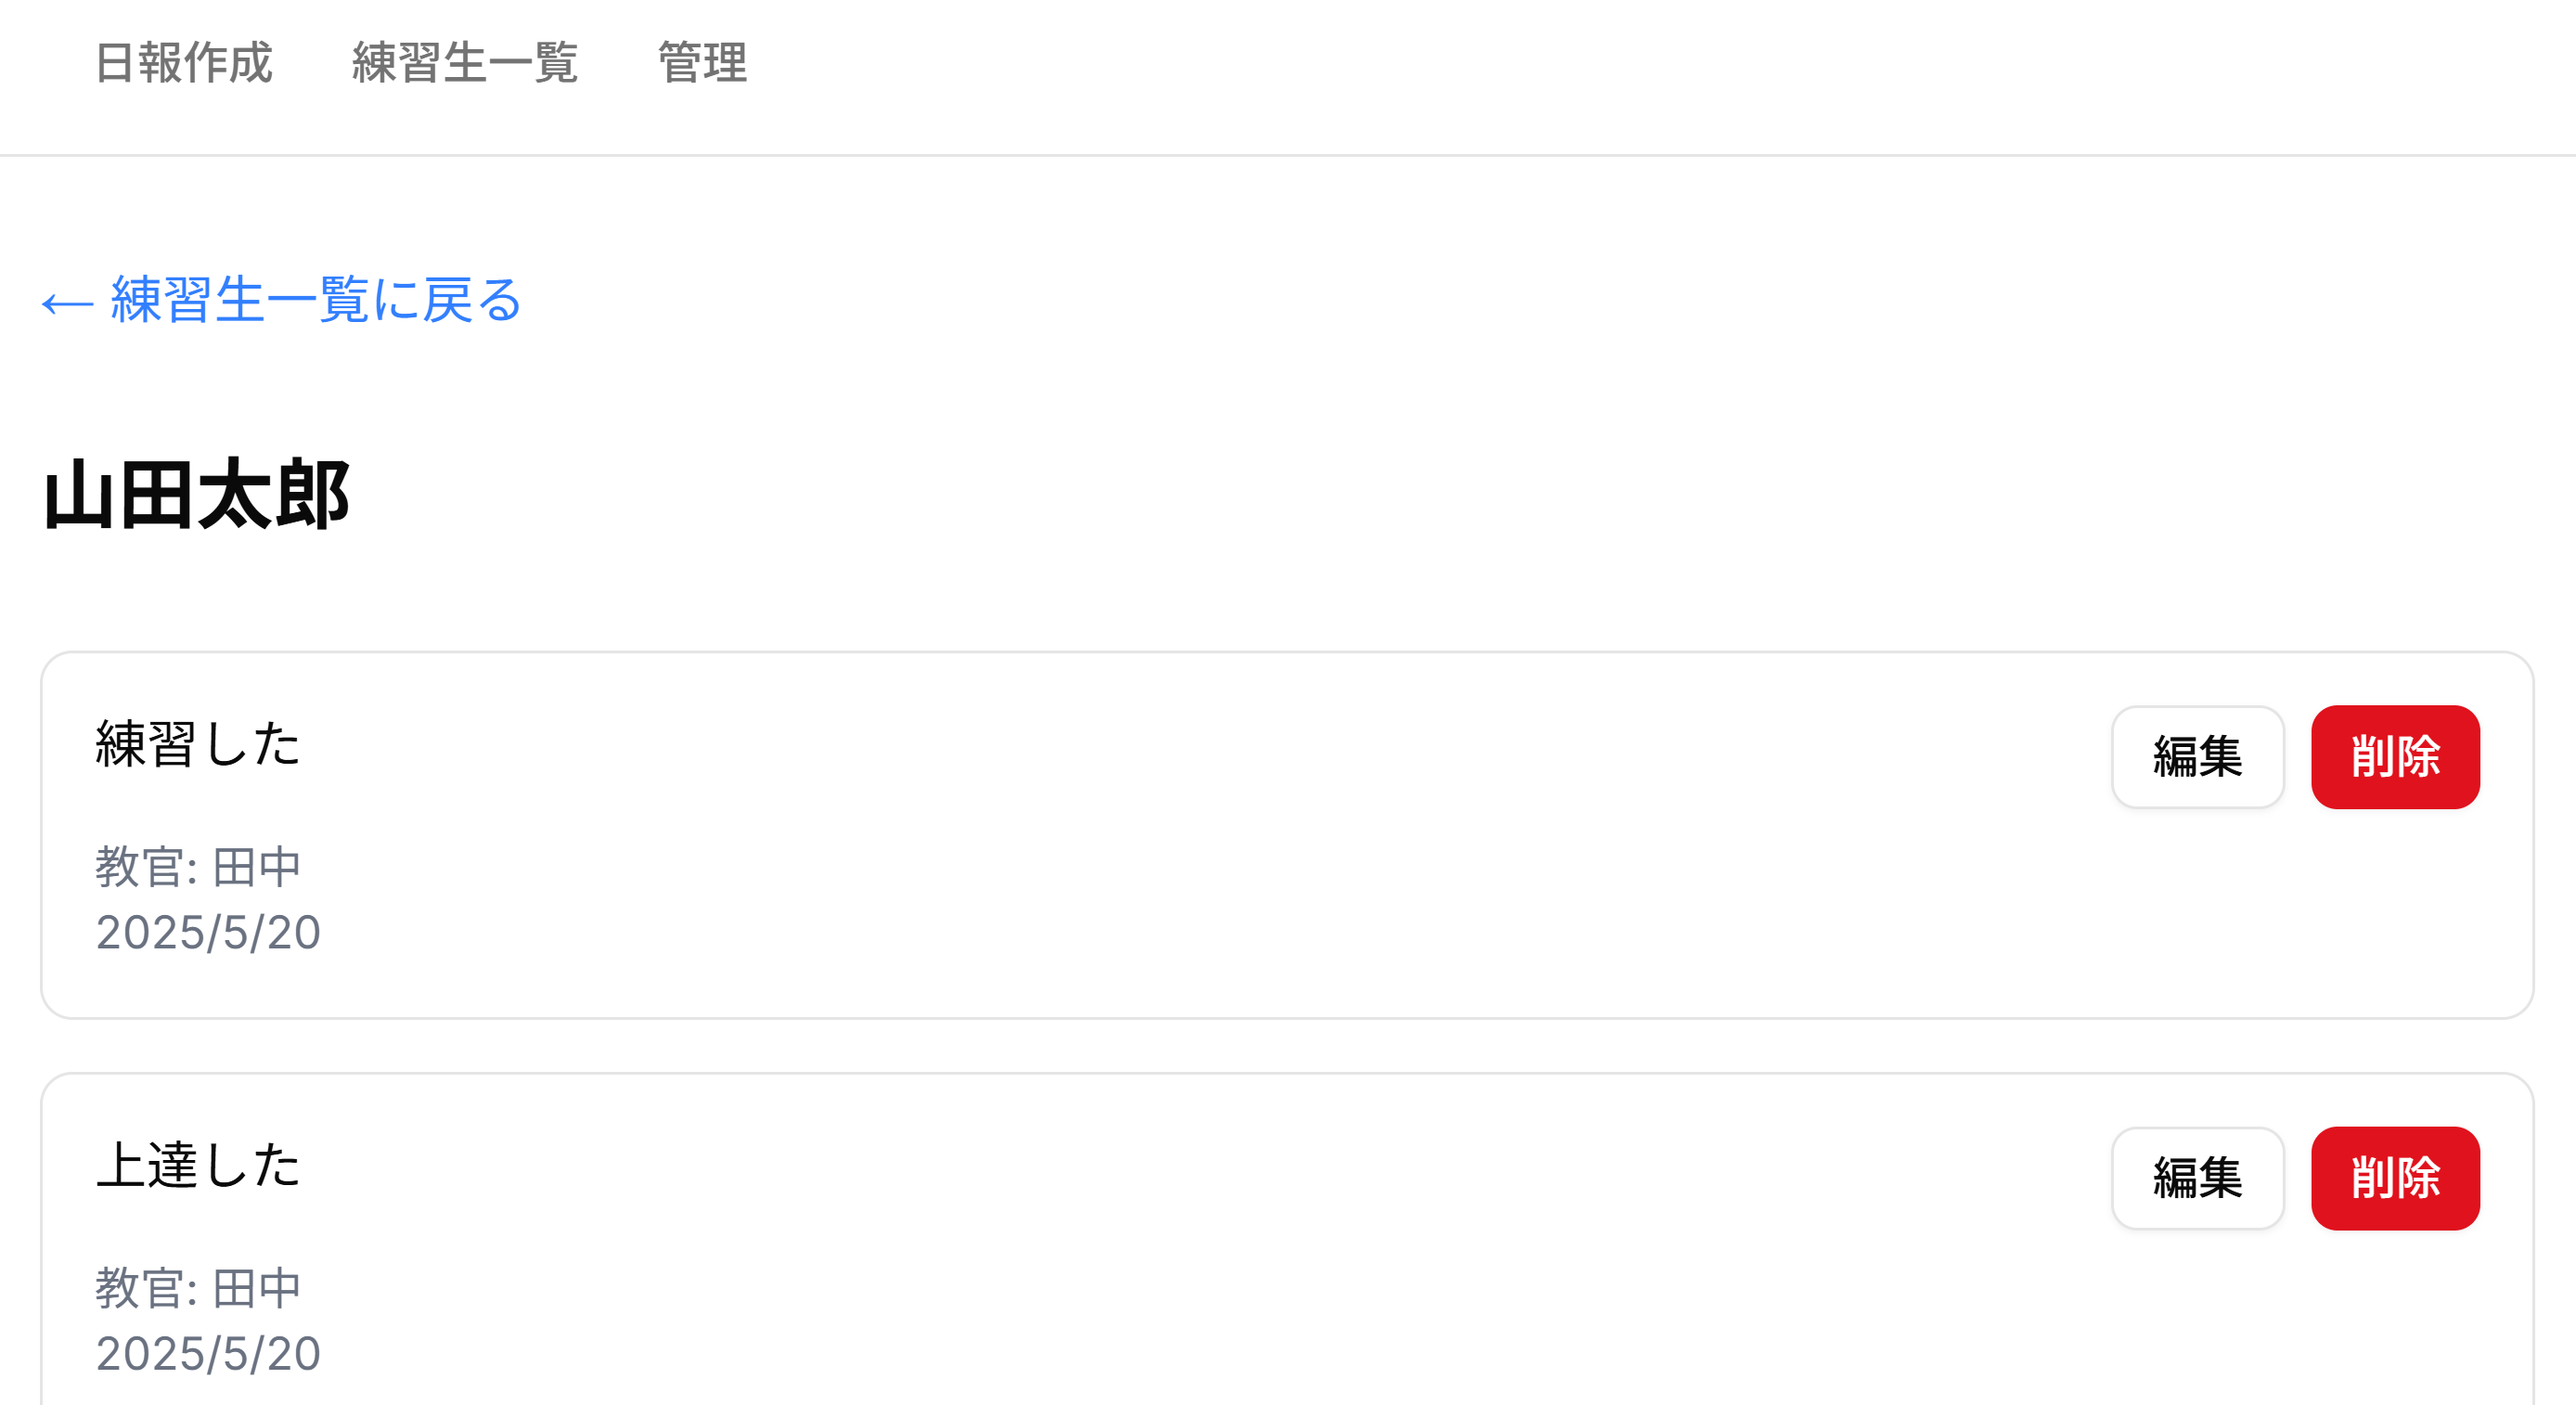 日報作成 練習生一覧 管理
← 練習生一覧に戻る
山田太郎
練習した 編集 削除
教官: 田中
2025/5/20
上達した 編集 削除
教官: 田中
2025/5/20